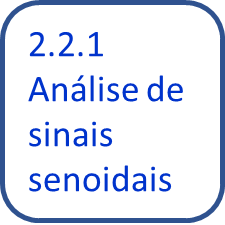 2.2.1
Análise de
sinais
senoidais